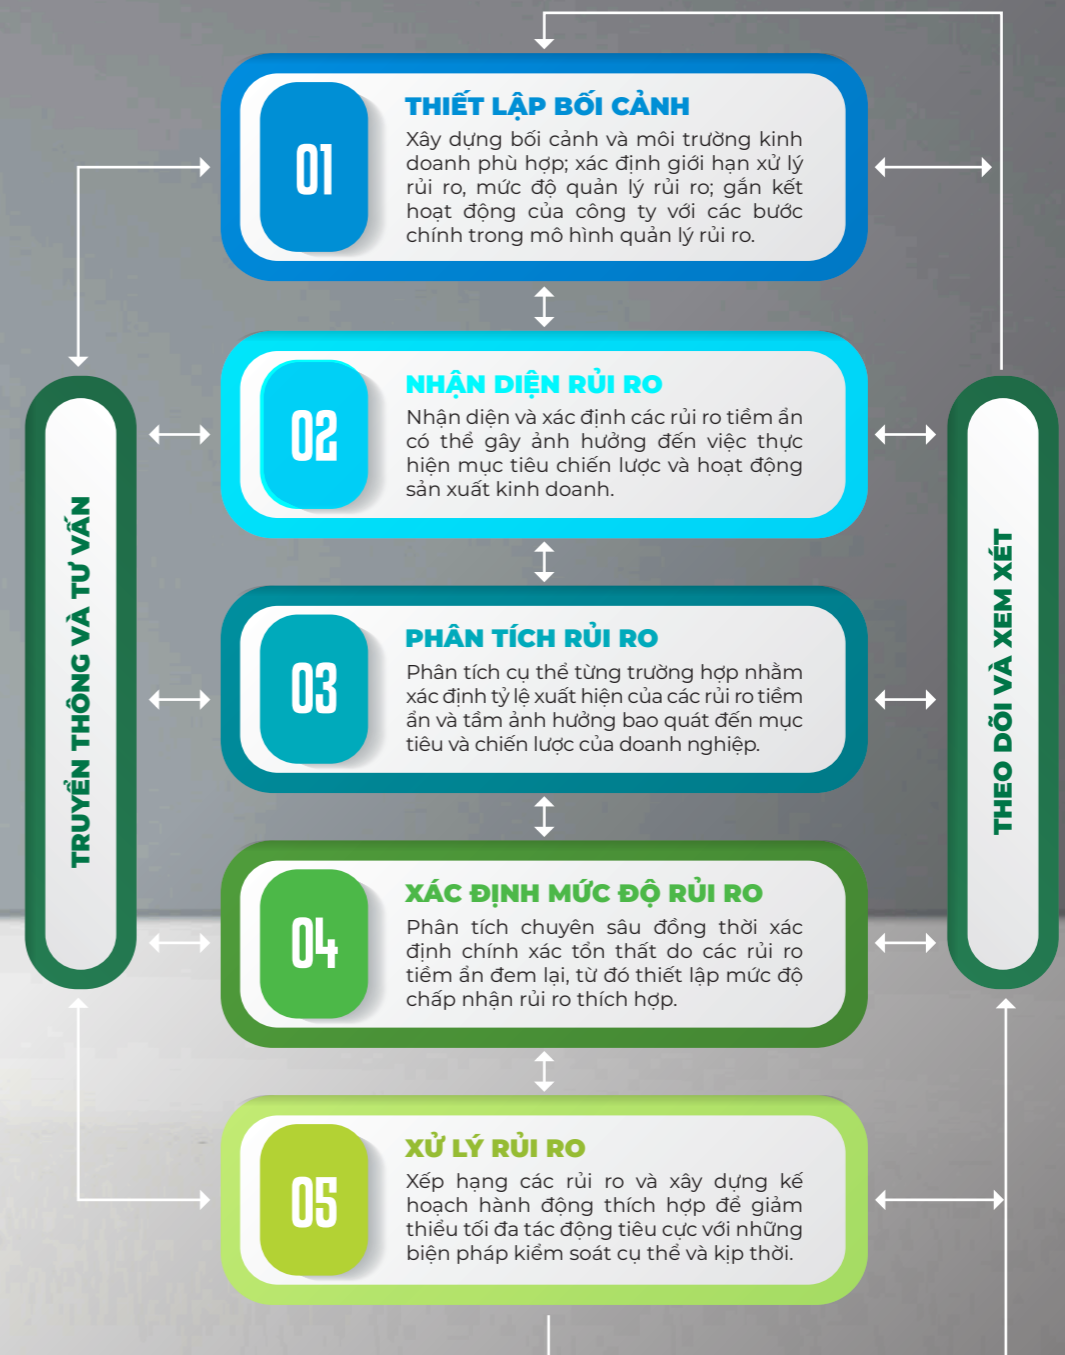 01
THIẾT LẬP BỐI CẢNH
Xây dựng bối cảnh và môi trường kinh
doanh phù hợp; xác định giới hạn xử lý
rủi ro, mức độ quản lý rủi ro; gắn kết
hoạt động của công ty với các bước
chính trong mô hình quản lý rủi ro.
02
NHẬN DIỆN RỦI RO
Nhận diện và xác định các rủi ro tiềm ẩn
có thể gây ảnh hưởng đến việc thực
hiện mục tiêu chiến lược và hoạt động
sản xuất kinh doanh.
TRUYỀN THÔNG VÀ TƯ VẤN
03
PHÂN TÍCH RỦI RO
Phân tích cụ thể từng trường hợp nhằm
xác định tỷ lệ xuất hiện của các rủi ro tiềm
ẩn và tầm ảnh hưởng bao quát đến mục
tiêu và chiến lược của doanh nghiệp.
THEO DÕI VÀ XEM XÉT
04
XÁC ĐỊNH MỨC ĐỘ RỦI RO
Phân tích chuyên sâu đồng thời xác
định chính xác tổn thất do các rủi ro
tiềm ẩn đem lại, từ đó thiết lập mức độ
chấp nhận rủi ro thích hợp.
05
XỬ LÝ RỦI RO
Xếp hạng các rủi ro và xây dựng kế
hoạch hành động thích hợp để giảm
thiểu tối đa tác động tiêu cực với những
biện pháp kiểm soát cụ thể và kịp thời.